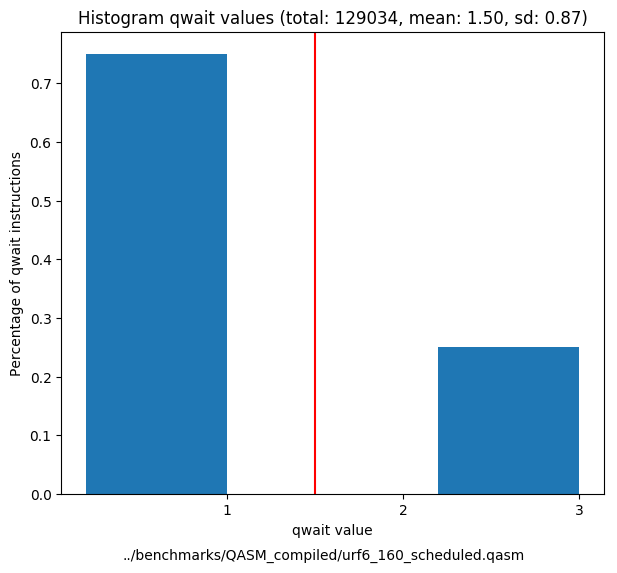 Histogram qwait values (total: 129034, mean: 1.50, sd: 0.87)
Percentage of qwait instructions
0.7
0.6
0.5
0.4
0.3
0.2
0.1
0.0
1
2
3
qwait value
../benchmarks/QASM_compiled/urf6_160_scheduled.qasm